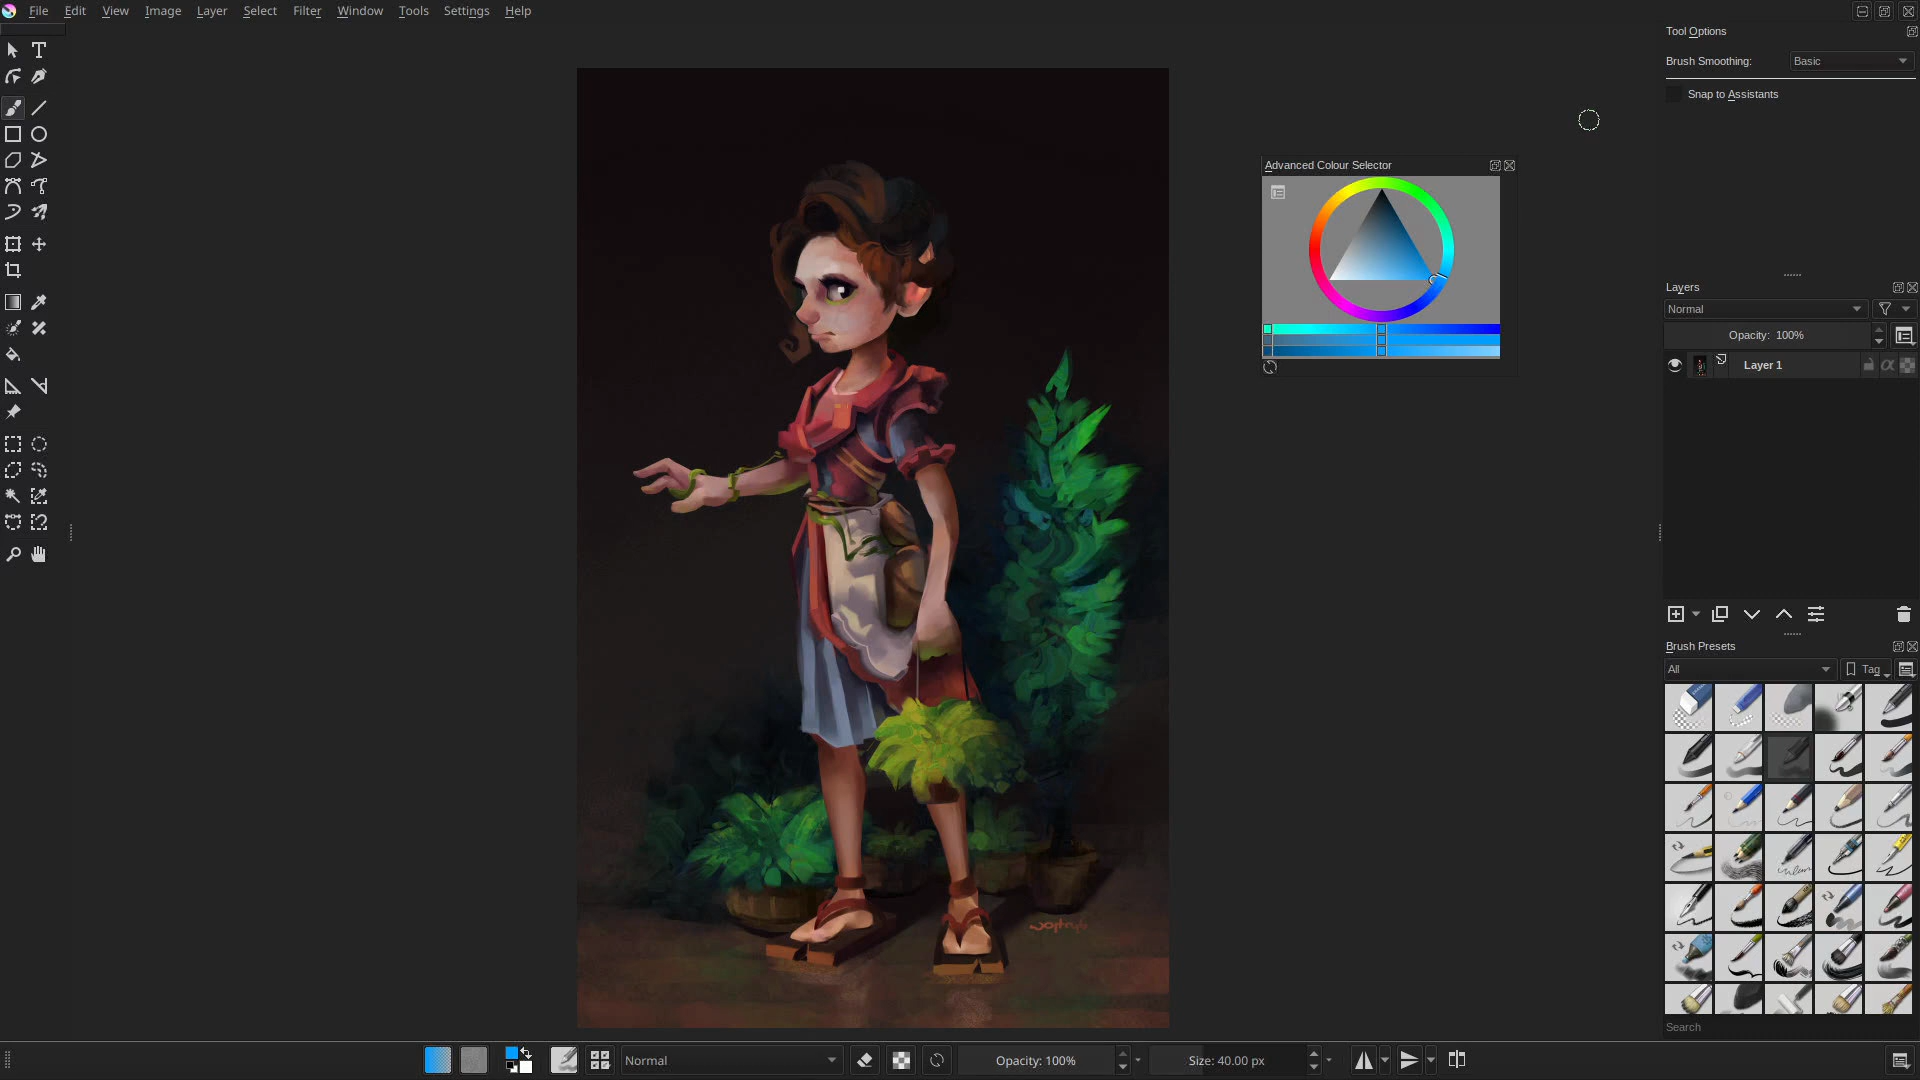 File Edit View Image Layer Select Filter Tools Settings Window Help
Tool Options
Brush Smoothing: Basic
Snap to Assistants
Advanced Colour Selector
Layers
Normal
Opacity: 100%
Layer 1
Brush Presets
All
Tag
Search
Normal
Opacity: 100%
Size: 40.00 px